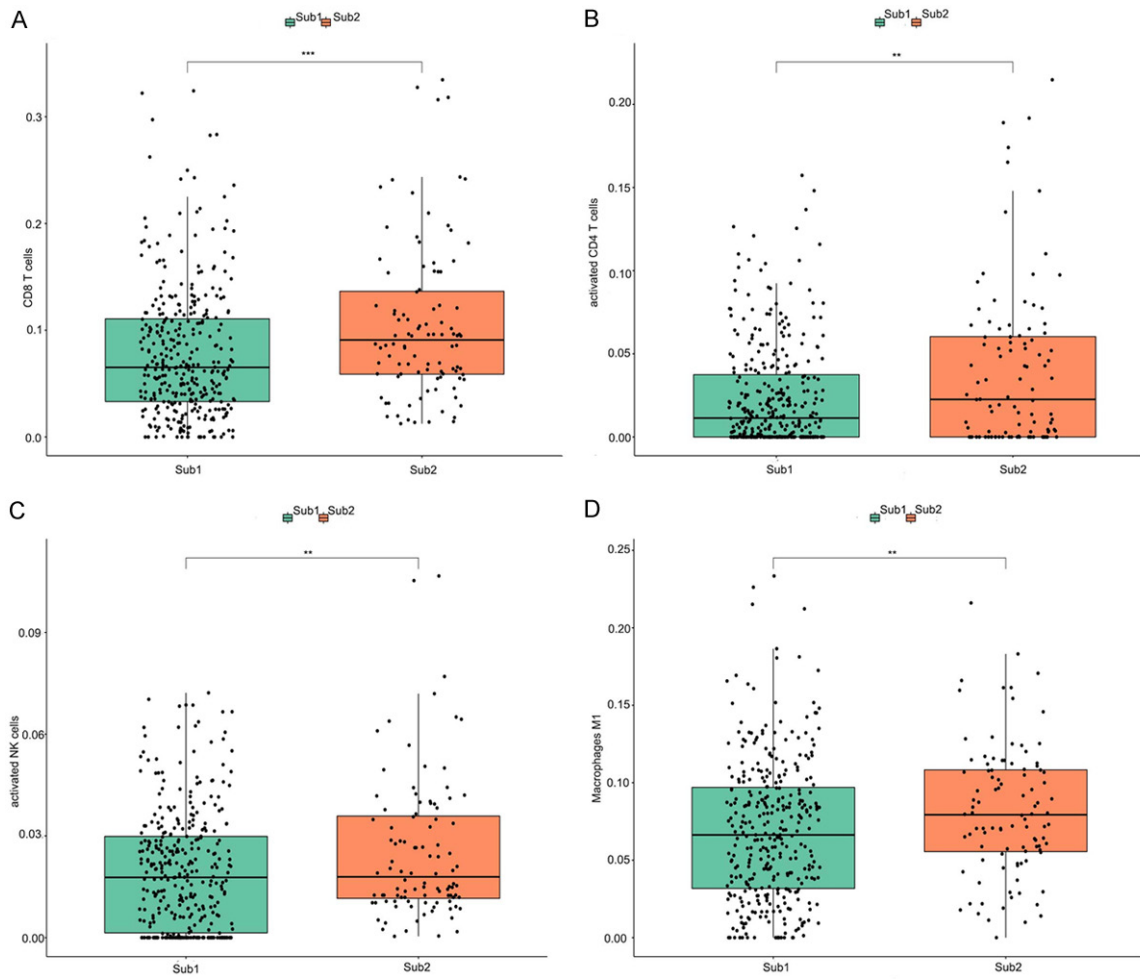 A
Sub1 Sub2
***
0.3
0.2
0.1
0.0
CD8 T cells
Sub1 Sub2
B
Sub1 Sub2
**
0.20
0.15
0.10
0.05
0.00
activated CD4 T cells
Sub1 Sub2
C
Sub1 Sub2
**
0.09
0.06
0.03
0.00
activated NK cells
Sub1 Sub2
D
Sub1 Sub2
**
0.25
0.20
0.15
0.10
0.05
0.00
Macrophages M1
Sub1 Sub2